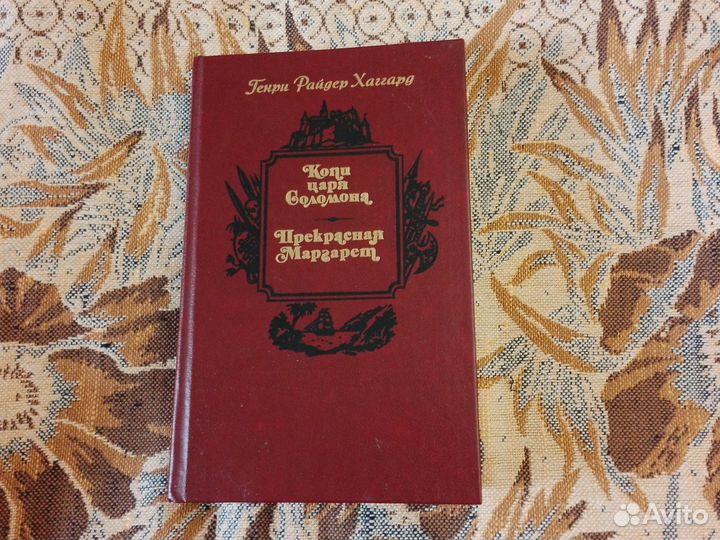 Генри Райдер Хаггард
Копи
царя
Соломона
Прекрасная
Маргарет
Avito